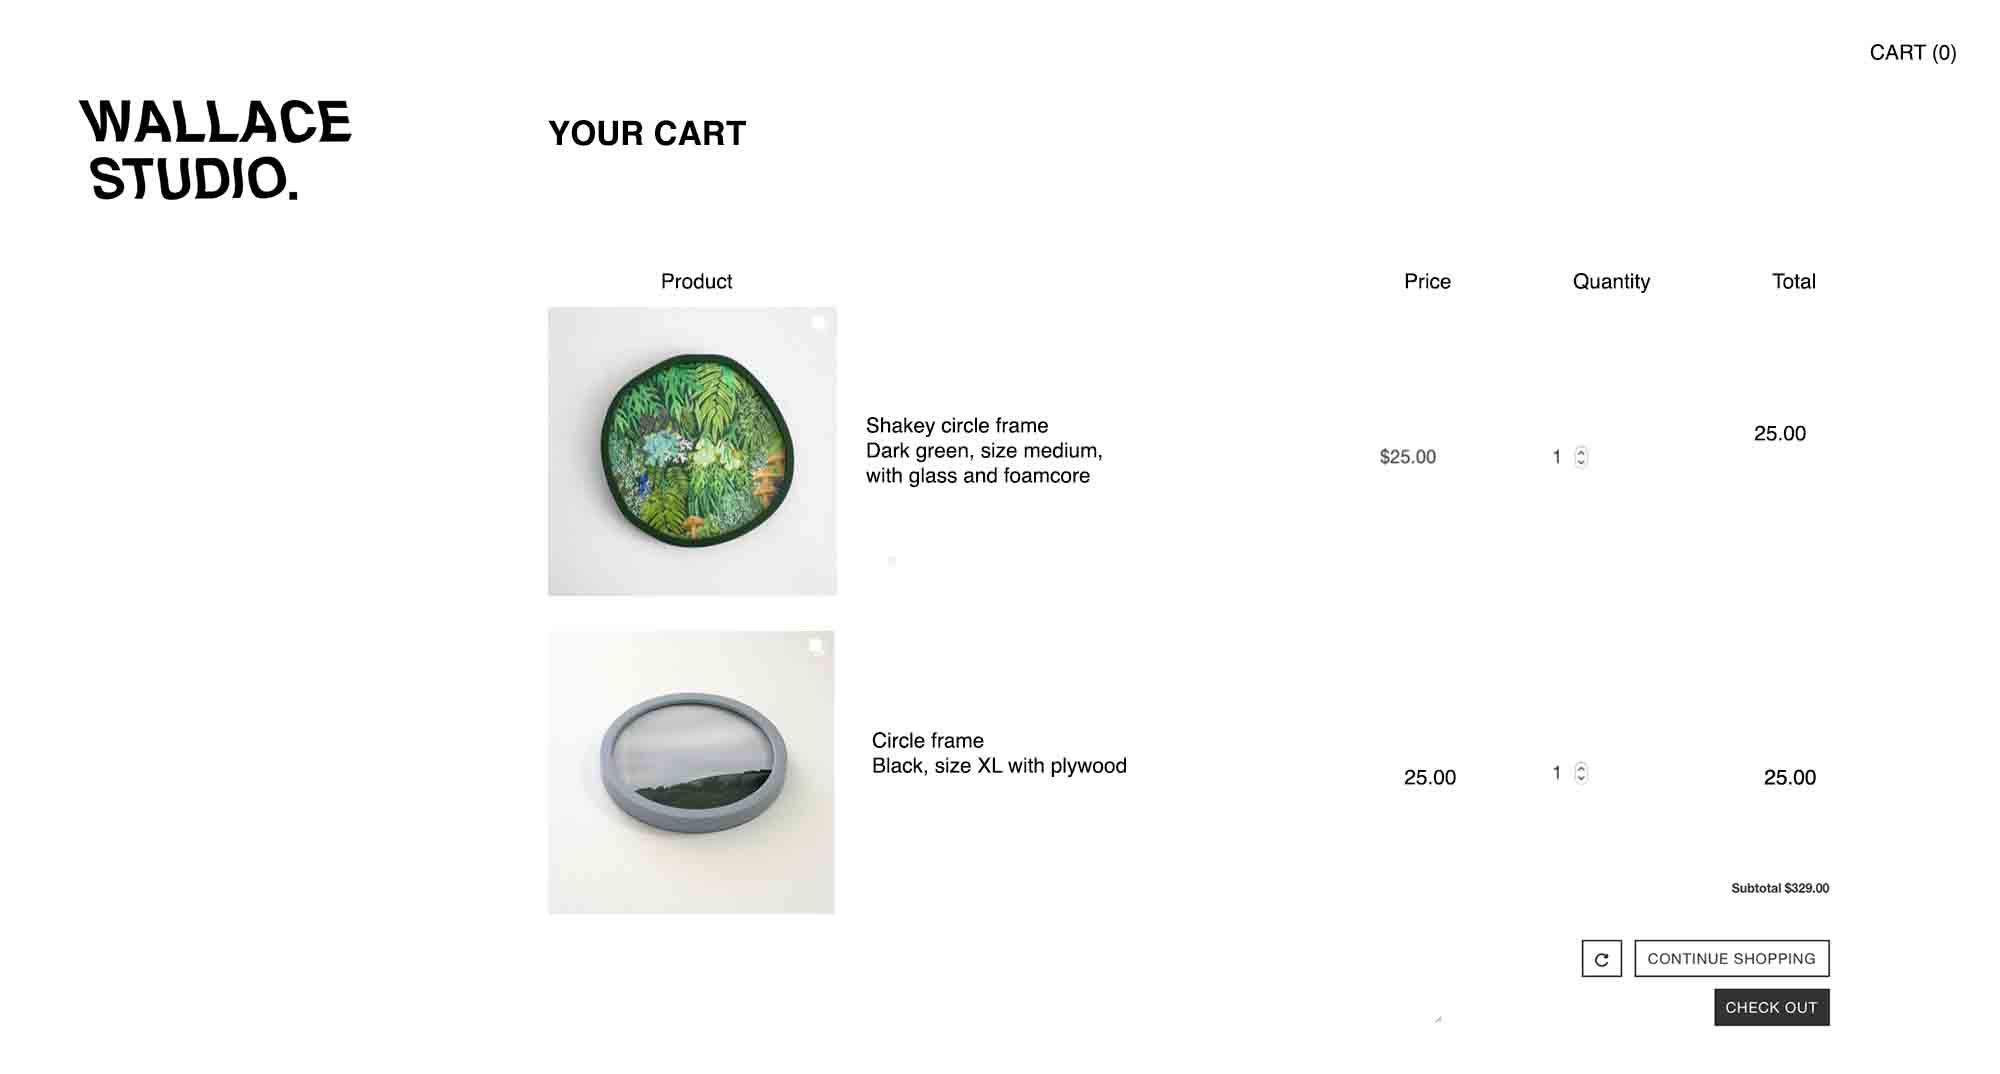 CART (0)
WALLACE
STUDIO.
YOUR CART
Product
Price
Quantity
Total
Shakey circle frame
Dark green, size medium,
with glass and foamcore
$25.00
1
25.00
Circle frame
Black, size XL with plywood
25.00
1
25.00
Subtotal $329.00
CONTINUE SHOPPING
CHECK OUT